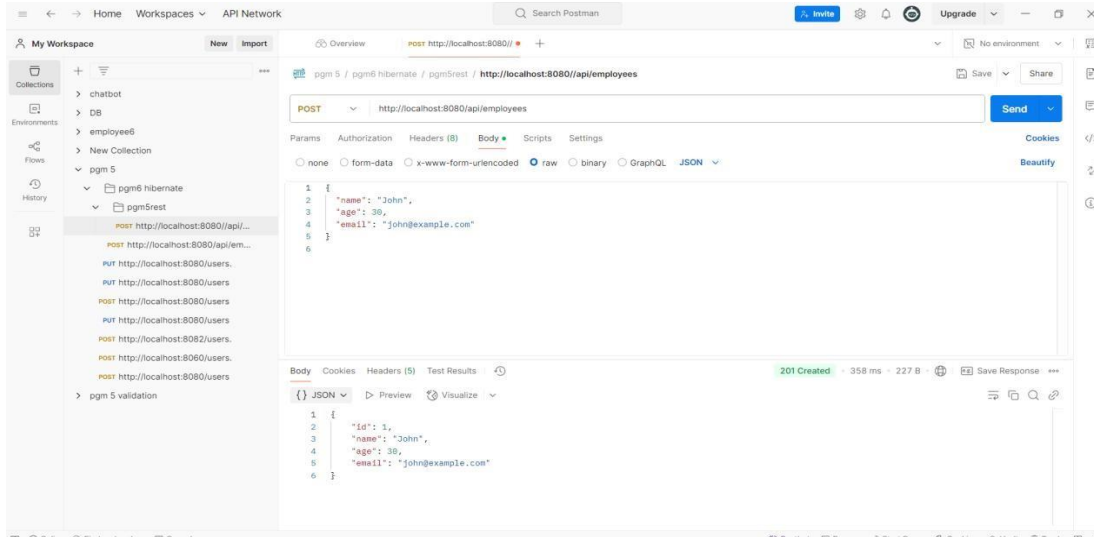 Home Workspaces API Network Search Postman Invite Upgrade
My Workspace New Import Overview POST http://localhost:8080// No environment
Collections
Environments
Flows
History
chatbot
DB
employee6
New Collection
pgm 5
pgm6 hibernate
pgm5rest
POST http://localhost:8080//api/...
POST http://localhost:8080/api/em...
PUT http://localhost:8080/users.
PUT http://localhost:8080/users
POST http://localhost:8080/users
PUT http://localhost:8080/users
POST http://localhost:8082/users.
POST http://localhost:8060/users.
POST http://localhost:8080/users
pgm 5 validation
pgm 5 / pgm6 hibernate / pgm5rest / http://localhost:8080//api/employees Save Share
POST http://localhost:8080/api/employees Send
Params Authorization Headers (8) Body Scripts Settings Cookies
none form-data x-www-form-urlencoded raw binary GraphQL JSON Beautify
1 {
2 "name": "John",
3 "age": 30,
4 "email": "john@example.com"
5 }
6
Body Cookies Headers (5) Test Results 201 Created 358 ms 227 B Save Response
{} JSON Preview Visualize
1 {
2 "id": 1,
3 "name": "John",
4 "age": 30,
5 "email": "john@example.com"
6 }